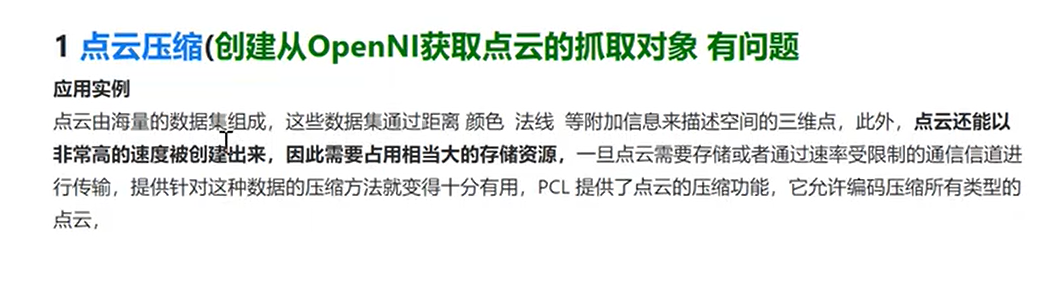 1 点云压缩(创建从OpenNI获取点云的抓取对象 有问题
应用实例
点云由海量的数据集组成，这些数据集通过距离 颜色 法线 等附加信息来描述空间的三维点，此外，点云还能以
非常高的速度被创建出来，因此需要占用相当大的存储资源，一旦点云需要存储或者通过速率受限制的通信信道进
行传输，提供针对这种数据的压缩方法就变得十分有用，PCL 提供了点云的压缩功能，它允许编码压缩所有类型的
点云，